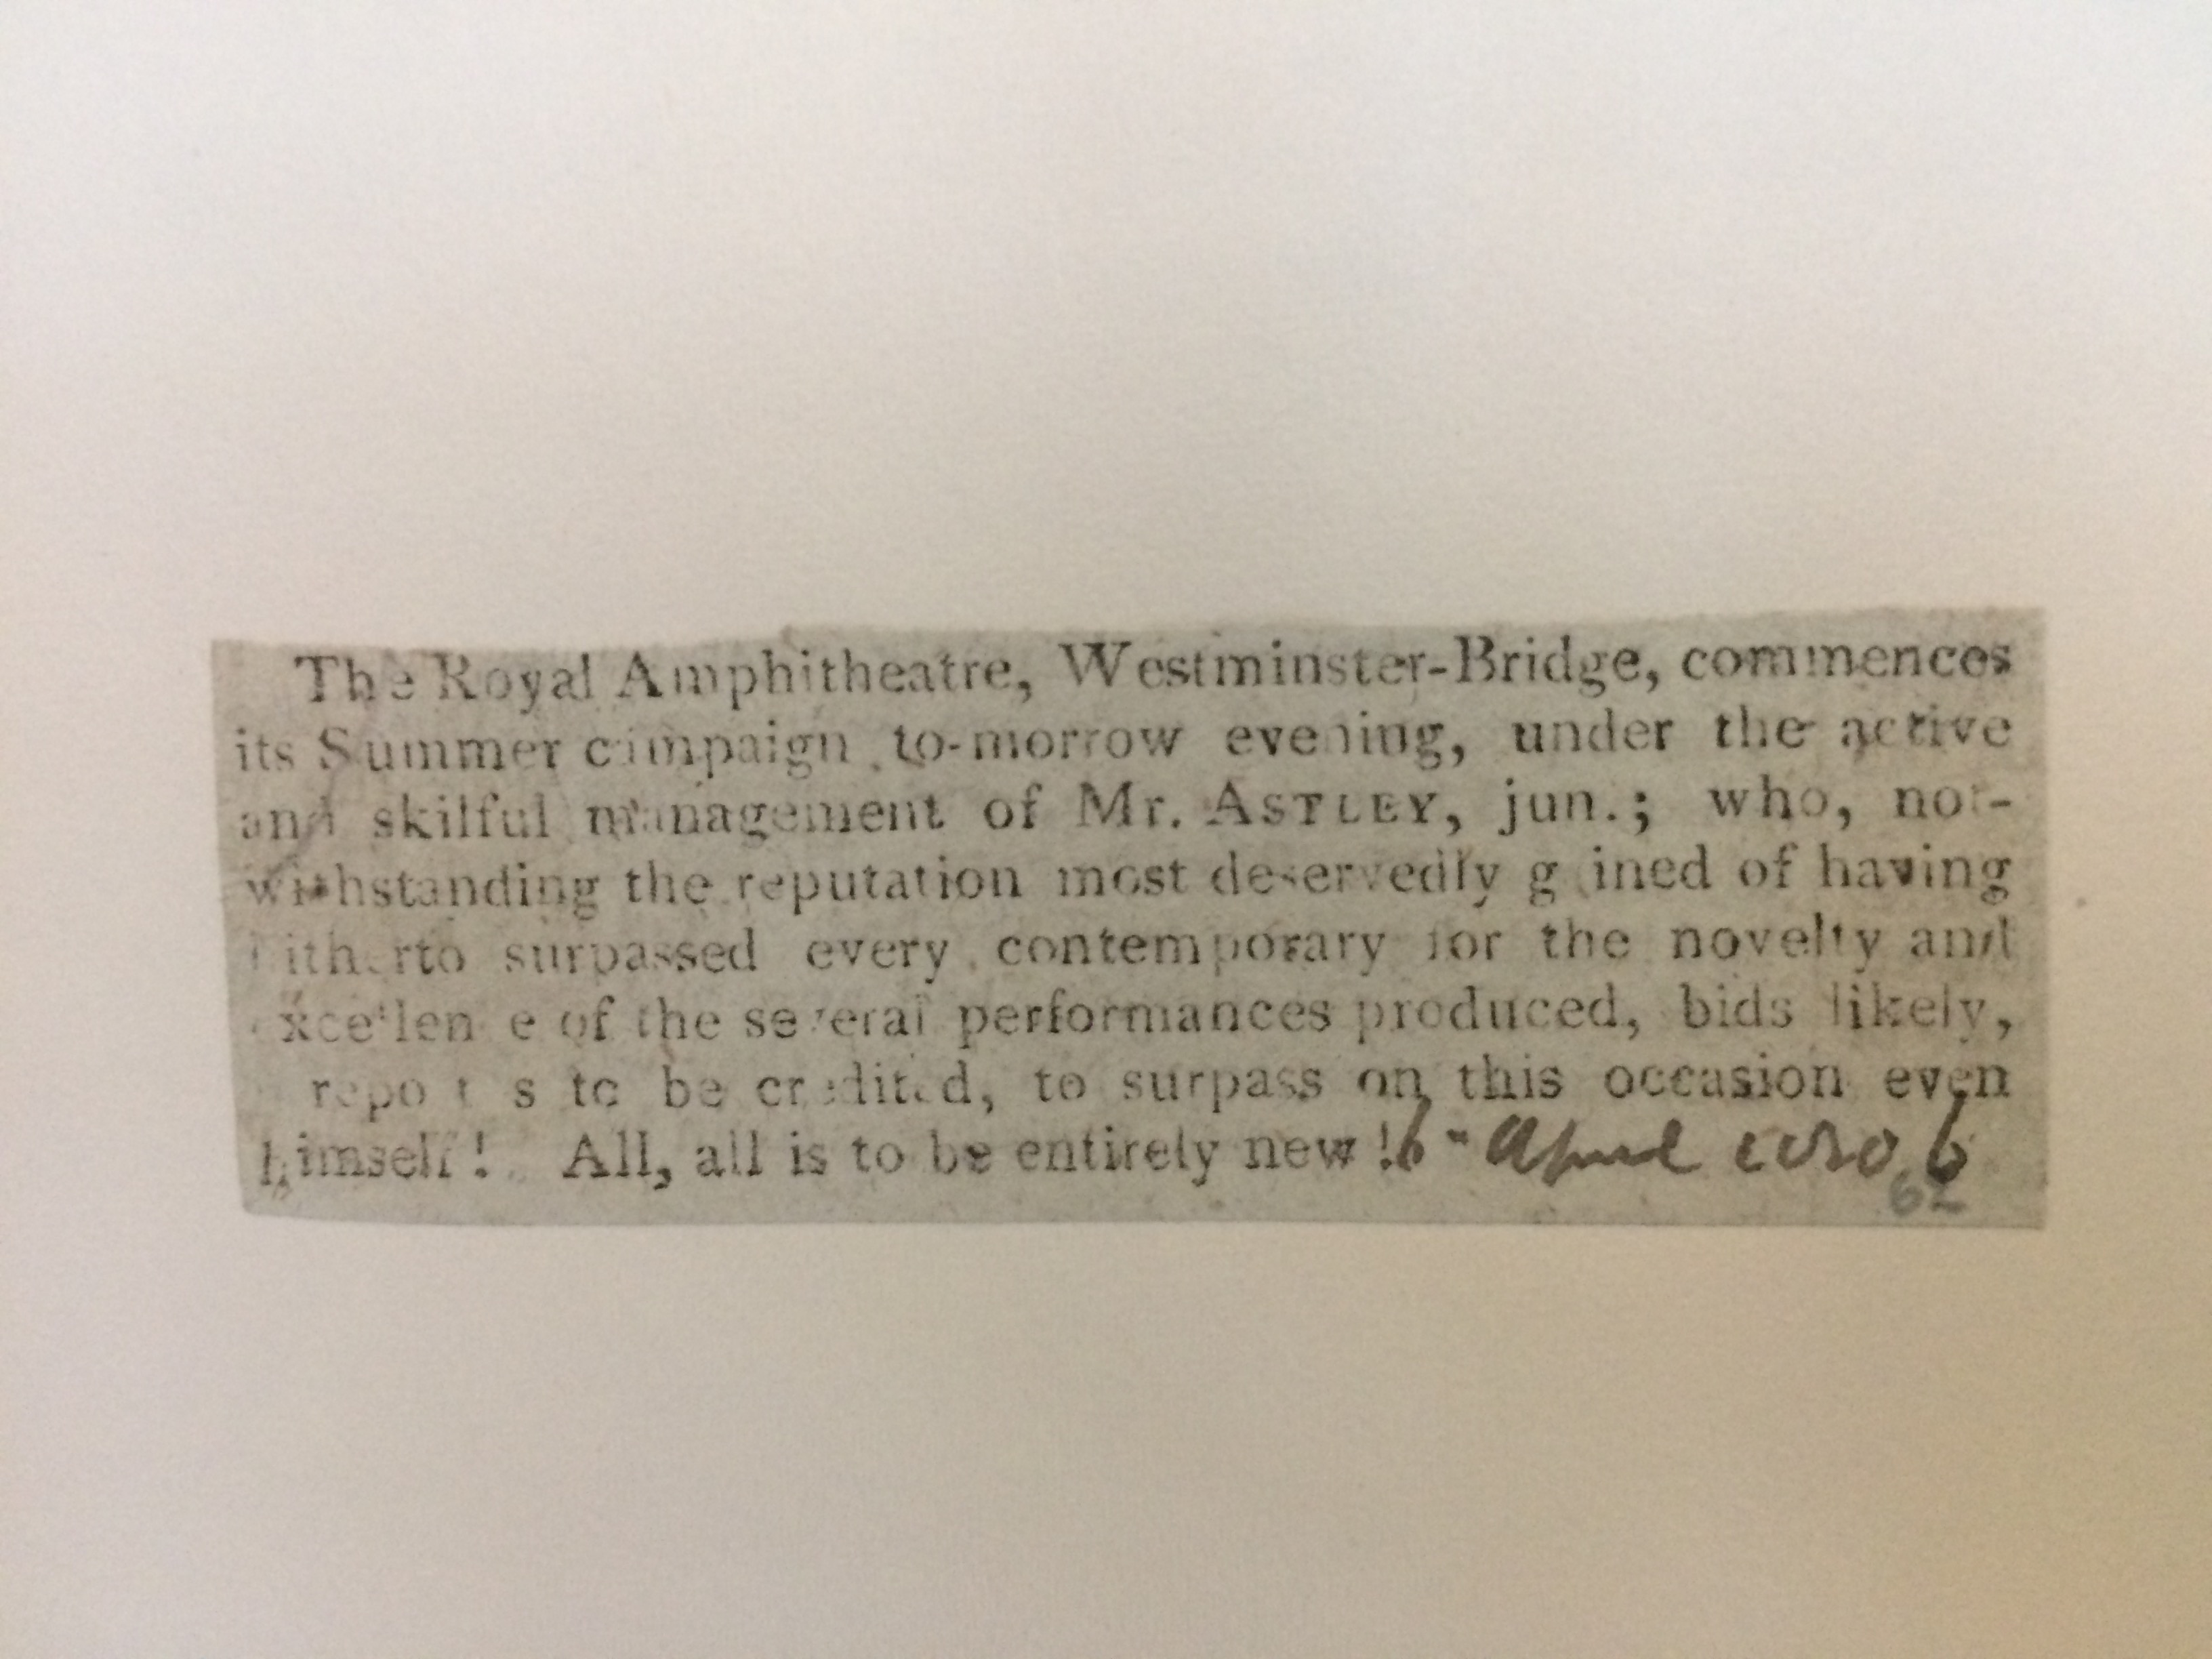 The Royal Amphitheatre, Westminster-Bridge, commences
its Summer campaign to-morrow evening, under the active
and skilful management of Mr. ASTLEY, jun.; who, not-
withstanding the reputation most deservedly gained of having
hitherto surpassed every contemporary for the novelty and
excellence of the several performances produced, bids likely,
report is to be credited, to surpass on this occasion even
himself! All, all is to be entirely new! 6 - April 1806
62